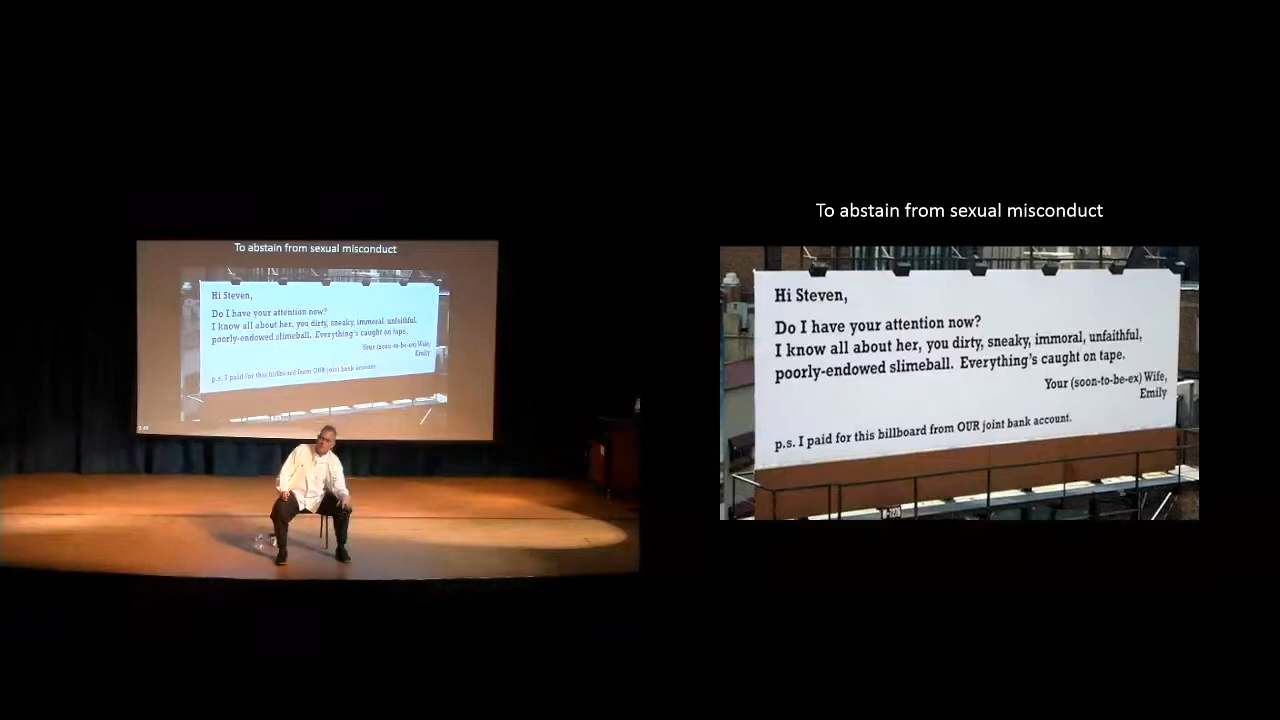 To abstain from sexual misconduct
Hi Steven,
Do I have your attention now?
I know all about her, you dirty, sneaky, immoral, unfaithful,
poorly-endowed slimeball. Everything's caught on tape.
Your (soon-to-be-ex) Wife,
Emily
p.s. I paid for this billboard from OUR joint bank account.
To abstain from sexual misconduct
Hi Steven,
Do I have your attention now?
I know all about her, you dirty, sneaky, immoral, unfaithful,
poorly-endowed slimeball. Everything's caught on tape.
Your (soon-to-be-ex) Wife,
Emily
p.s. I paid for this billboard from OUR joint bank account.